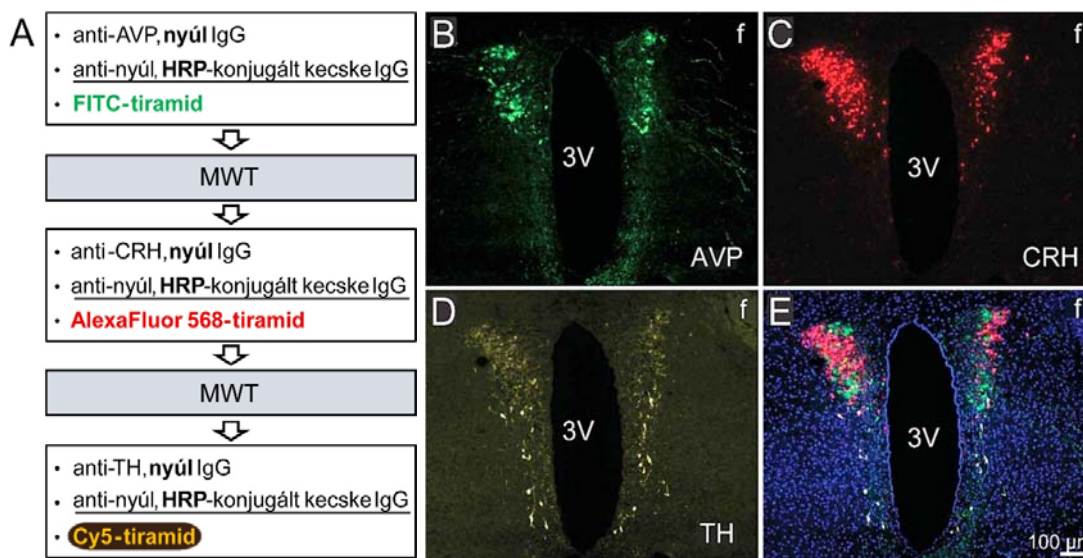 A
• anti-AVP, nyúl IgG
• anti-nyúl, HRP-konjugált kecske IgG
• FITC-tiramid
MWT
• anti-CRH, nyúl IgG
• anti-nyúl, HRP-konjugált kecske IgG
• AlexaFluor 568-tiramid
MWT
• anti-TH, nyúl IgG
• anti-nyúl, HRP-konjugált kecske IgG
• Cy5-tiramid
B
f
3V
AVP
C
f
3V
CRH
D
f
3V
TH
E
f
3V
100 µm